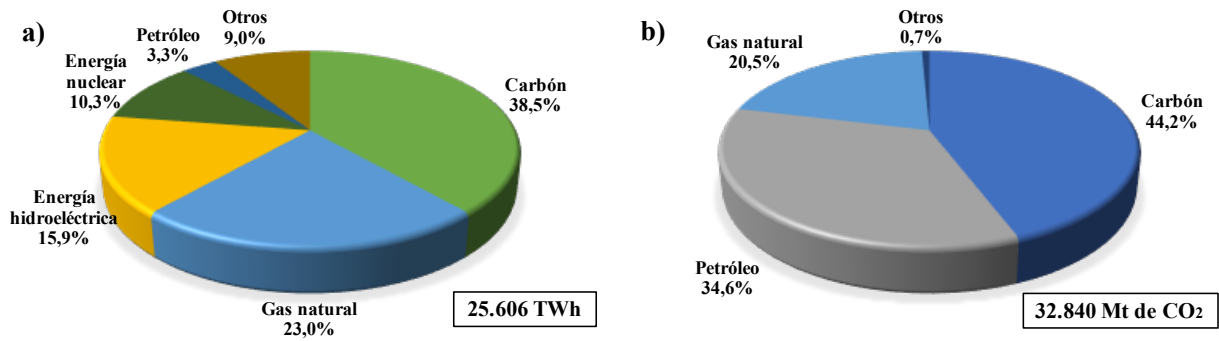 a)
Otros
9,0%
Petróleo
3,3%
Energía
nuclear
10,3%
Carbón
38,5%
Energía
hidroeléctrica
15,9%
Gas natural
23,0%
25.606 TWh
b)
Otros
0,7%
Gas natural
20,5%
Carbón
44,2%
Petróleo
34,6%
32.840 Mt de CO2